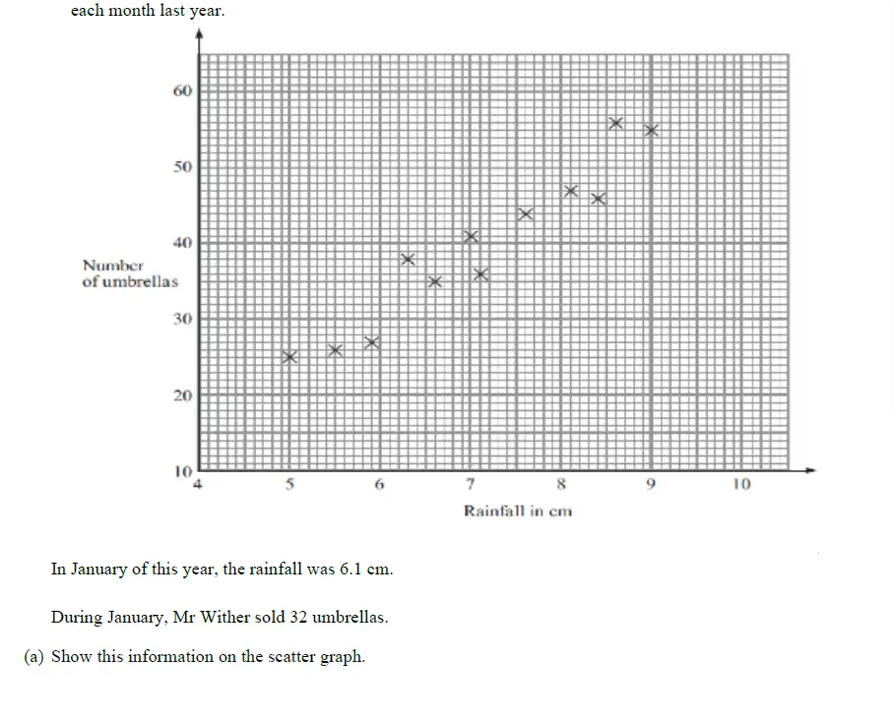 each month last year.
60
50
40
Number
of umbrellas
30
20
10
4 5 6 7 8 9 10
Rainfall in cm
In January of this year, the rainfall was 6.1 cm.
During January, Mr Wither sold 32 umbrellas.
(a) Show this information on the scatter graph.